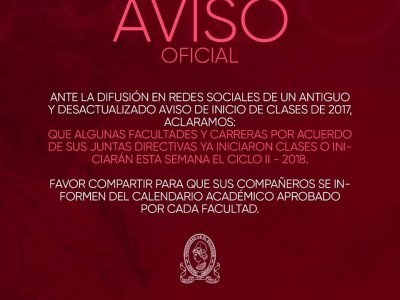 AVISO
OFICIAL
ANTE LA DIFUSIÓN EN REDES SOCIALES DE UN ANTIGUO
Y DESACTUALIZADO AVISO DE INICIO DE CLASES DE 2017,
ACLARAMOS:
QUE ALGUNAS FACULTADES Y CARRERAS POR ACUERDO
DE SUS JUNTAS DIRECTIVAS YA INICIARON CLASES O INI-
CIARÁN ESTA SEMANA EL CICLO II - 2018.
FAVOR COMPARTIR PARA QUE SUS COMPAÑEROS SE IN-
FORMEN DEL CALENDARIO ACADÉMICO APROBADO
POR CADA FACULTAD.